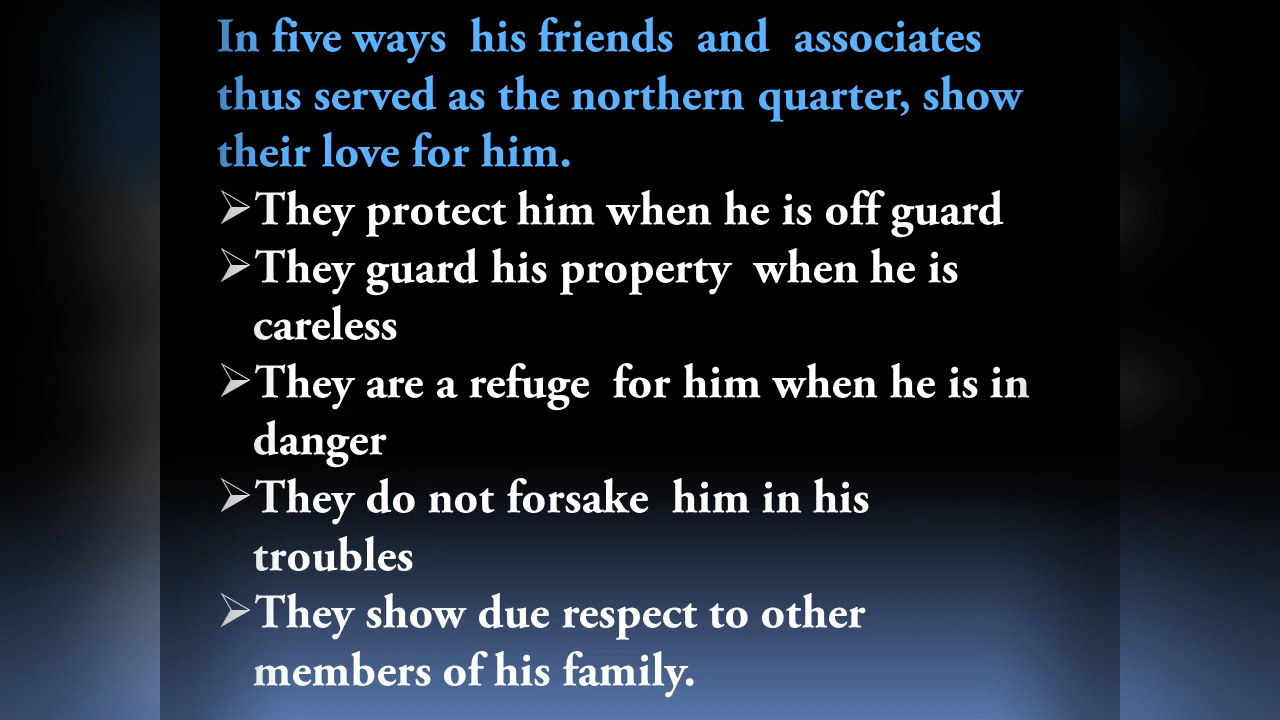 In five ways  his friends  and  associates
thus served as the northern quarter, show
their love for him.
➢They protect him when he is off guard
➢They guard his property  when he is
careless
➢They are a refuge  for him when he is in
danger
➢They do not forsake  him in his
troubles
➢They show due respect to other
members of his family.